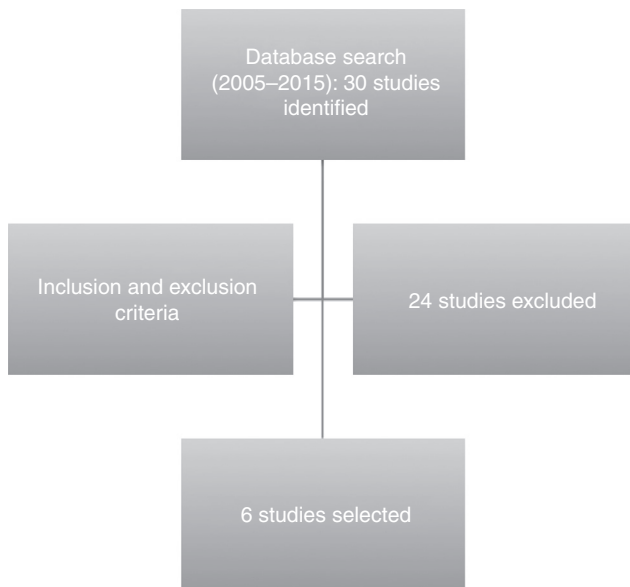 Database search
(2005–2015): 30 studies
identified
Inclusion and exclusion
criteria
24 studies excluded
6 studies selected